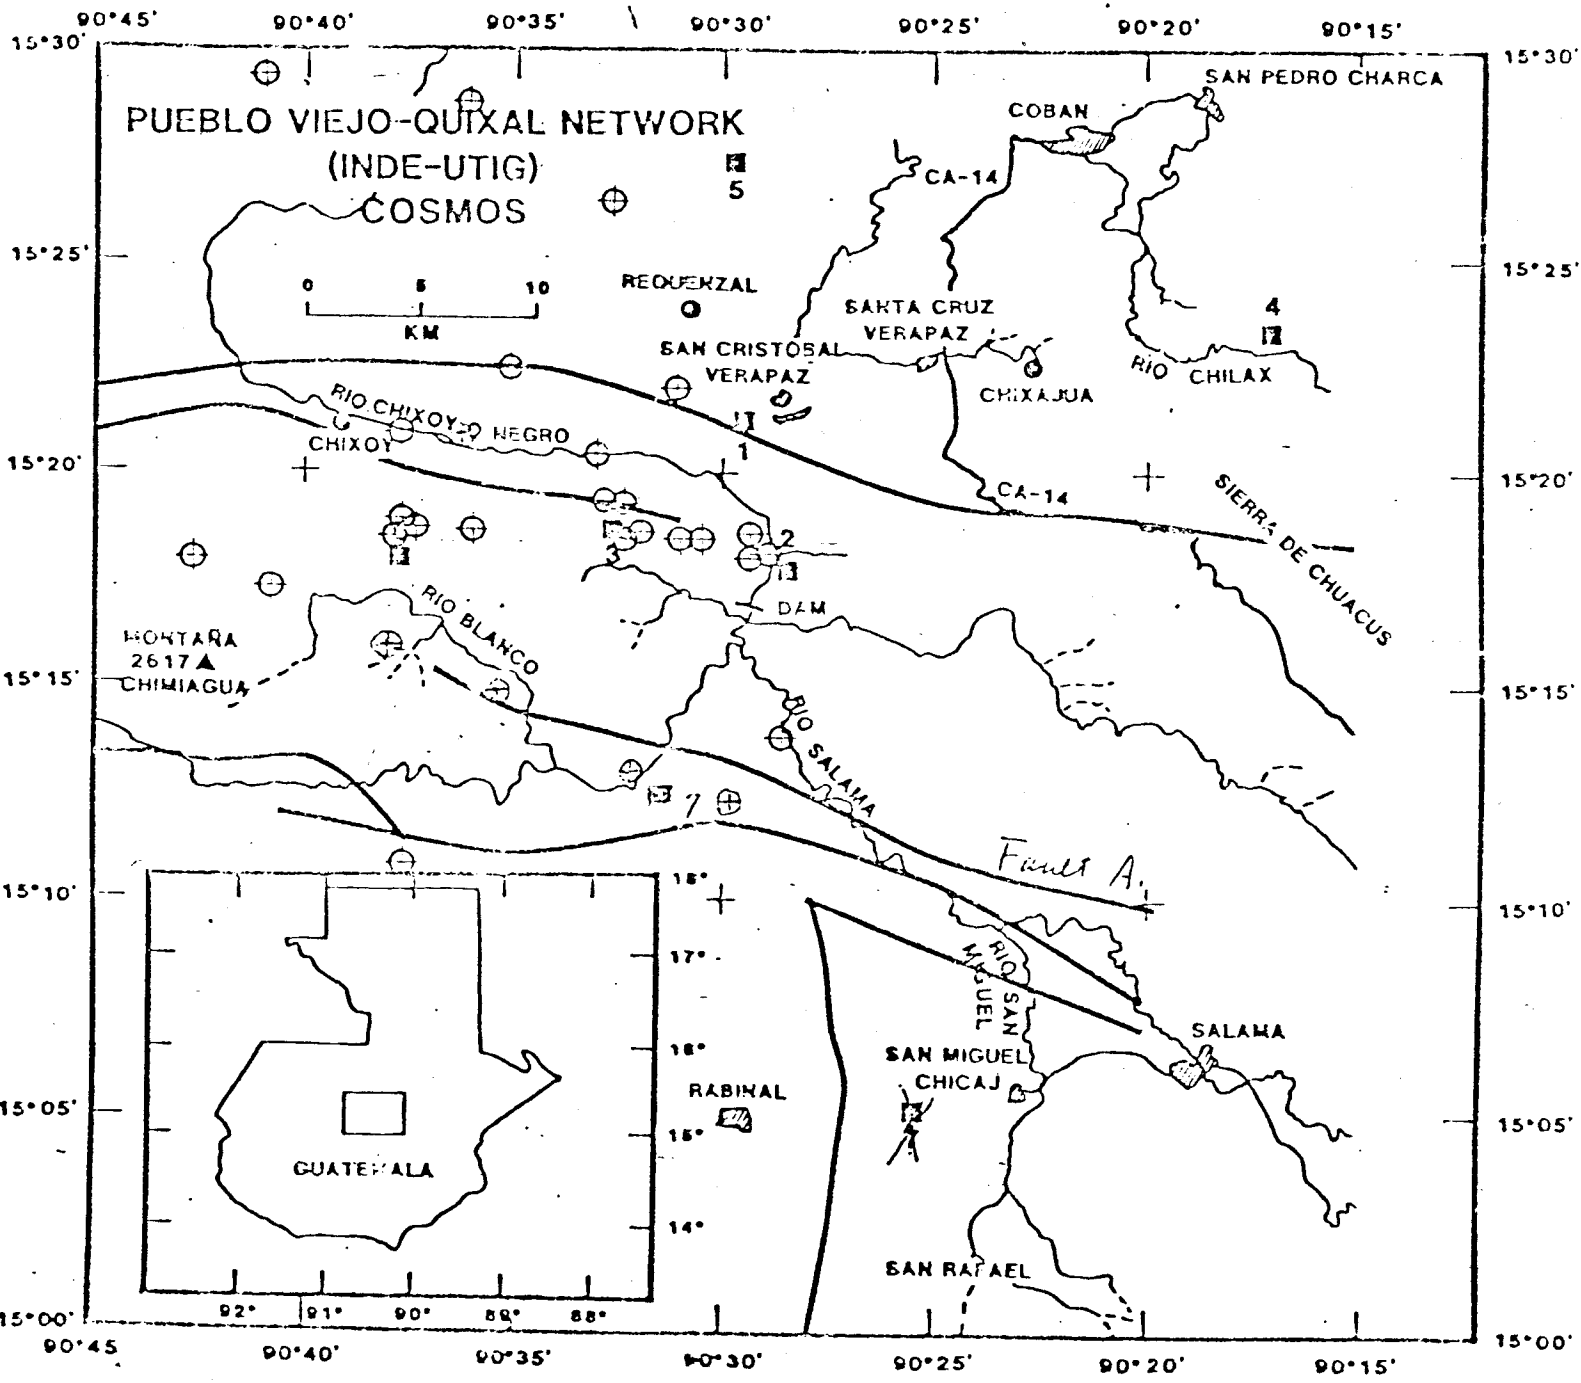 90°45' 90°40' 90°35' 90°30' 90°25' 90°20' 90°15'
15°30' 15°30'
SAN PEDRO CHARCA
COBAN
PUEBLO VIEJO-QUIXAL NETWORK
(INDE-UTIG)
COSMOS
5
CA-14
15°25' 15°25'
0 5 10
KM
REQUENZAL
SANTA CRUZ
VERAPAZ
4
SAN CRISTOBAL
VERAPAZ
CHIXAJUA
RIO CHILAX
RIO CHIXOY O NEGRO
CHIXOY
1
15°20' 15°20'
CA-14
SIERRA DE CHUACUS
2
3
DAM
RIO BLANCO
MONTAÑA
2617
CHIMIAGUA
15°15' 15°15'
RIO SALAMA
7
Fault A.
15°10' 15°10'
18°
17°
16°
15°
14°
GUATEMALA
92° 91° 90° 89° 88°
RIO SAN
MIGUEL
SALAMA
SAN MIGUEL
CHICAJ
RABINAL
15°05' 15°05'
SAN RAFAEL
15°00' 15°00'
90°45 90°40' 90°35' 90°30' 90°25' 90°20' 90°15'